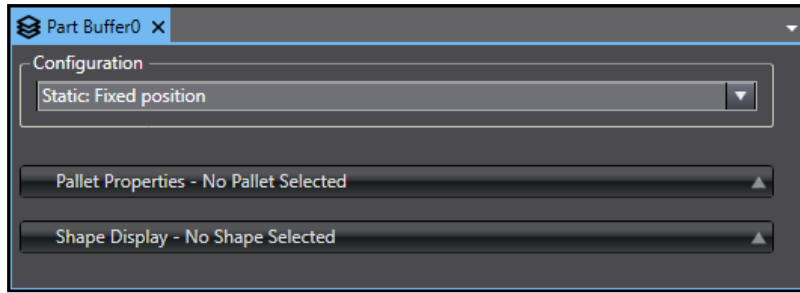 Part Buffer0
Configuration
Static: Fixed position
Pallet Properties - No Pallet Selected
Shape Display - No Shape Selected